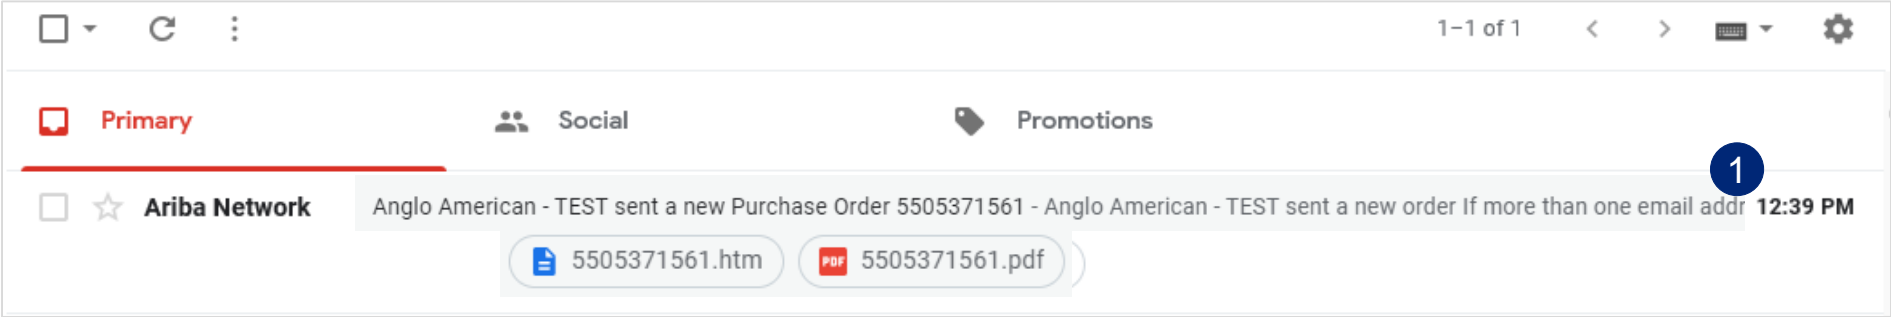 1–1 of 1
Primary Social Promotions
1
Ariba Network Anglo American - TEST sent a new Purchase Order 5505371561 - Anglo American - TEST sent a new order If more than one email addr 12:39 PM
5505371561.htm PDF 5505371561.pdf